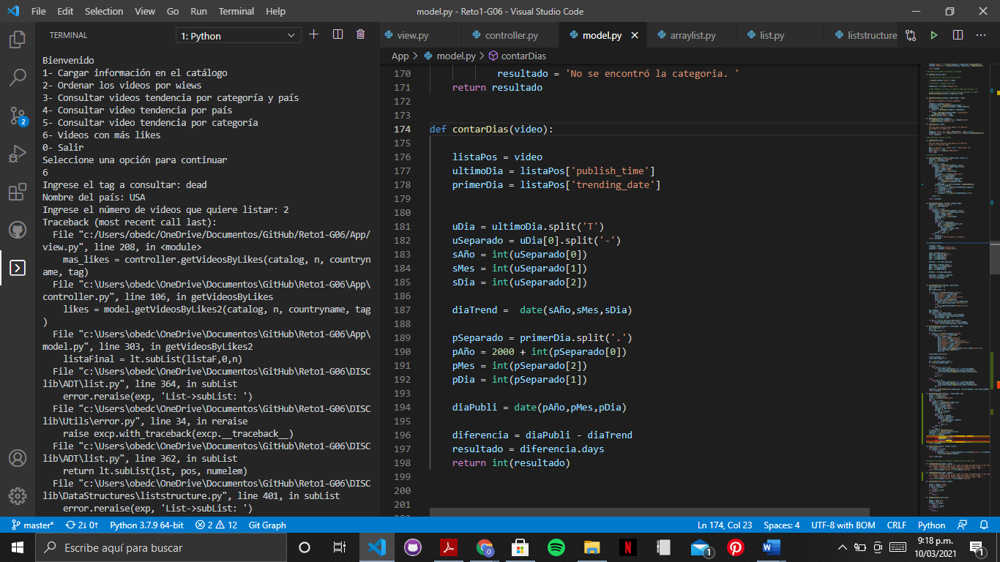 File Edit Selection View Go Run Terminal Help
model.py - Reto1-G06 - Visual Studio Code
TERMINAL
1: Python
view.py
controller.py
model.py
arraylist.py
list.py
liststructure
App > model.py > contarDias
Bienvenido
1- Cargar información en el catálogo
2- Ordenar los videos por wiews
3- Consultar videos tendencia por categoría y país
4- Consultar video tendencia por país
5- Consultar video tendencia por categoría
6- Videos con más likes
0- Salir
Seleccione una opción para continuar
6
Ingrese el tag a consultar: dead
Nombre del país: USA
Ingrese el número de videos que quiere listar: 2
Traceback (most recent call last):
File "c:/Users/obedc/OneDrive/Documentos/GitHub/Reto1-G06/App/
view.py", line 208, in <module>
mas_likes = controller.getVideosByLikes(catalog, n, countryn
ame, tag)
File "c:\Users\obedc\OneDrive\Documentos\GitHub\Reto1-G06\App\
controller.py", line 106, in getVideosByLikes
likes = model.getVideosByLikes2(catalog, n, countryname, tag
)
File "c:\Users\obedc\OneDrive\Documentos\GitHub\Reto1-G06\App\
model.py", line 303, in getVideosByLikes2
listaFinal = lt.subList(listaF,0,n)
File "c:\Users\obedc\OneDrive\Documentos\GitHub\Reto1-G06\DISC
lib\ADT\list.py", line 364, in subList
error.reraise(exp, 'List->subList: ')
File "c:\Users\obedc\OneDrive\Documentos\GitHub\Reto1-G06\DISC
lib\Utils\error.py", line 34, in reraise
raise excp.with_traceback(excp.__traceback__)
File "c:\Users\obedc\OneDrive\Documentos\GitHub\Reto1-G06\DISC
lib\ADT\list.py", line 362, in subList
return lt.subList(lst, pos, numelem)
File "c:\Users\obedc\OneDrive\Documentos\GitHub\Reto1-G06\DISC
lib\DataStructures\liststructure.py", line 401, in subList
error.reraise(exp, 'List->subList: ')
170 resultado = 'No se encontró la categoria. '
171 return resultado
172
173
174 def contarDias(video):
175
176 listaPos = video
177 ultimoDia = listaPos['publish_time']
178 primerDia = listaPos['trending_date']
179
180
181 uDia = ultimoDia.split('T')
182 uSeparado = uDia[0].split('-')
183 sAño = int(uSeparado[0])
184 sMes = int(uSeparado[1])
185 sDia = int(uSeparado[2])
186
187 diaTrend =  date(sAño,sMes,sDia)
188
189 pSeparado = primerDia.split('.')
190 pAño = 2000 + int(pSeparado[0])
191 pMes = int(pSeparado[2])
192 pDia = int(pSeparado[1])
193
194 diaPubli = date(pAño,pMes,pDia)
195
196 diferencia = diaPubli - diaTrend
197 resultado = diferencia.days
198 return int(resultado)
199
200
201
2
master* 2↓ 0↑ Python 3.7.9 64-bit 2 12 Git Graph
Ln 174, Col 23 Spaces: 4 UTF-8 with BOM CRLF Python
Escribe aquí para buscar
1
9:18 p.m.
10/03/2021
1